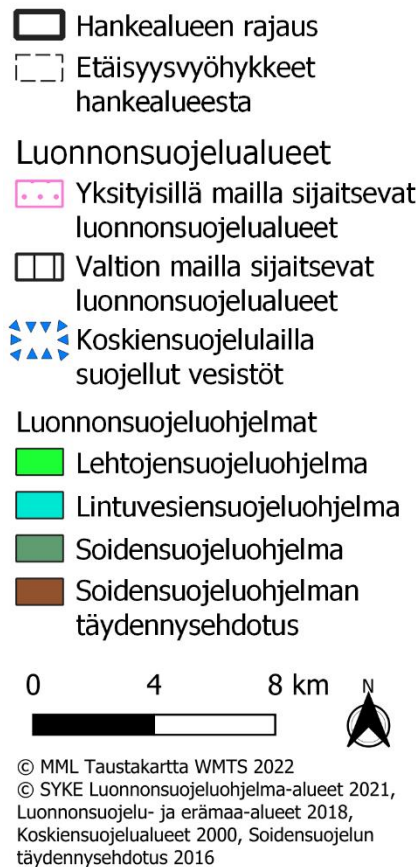 Hankealueen rajaus
Etäisyysvyöhykkeet
hankealueesta
Luonnonsuojelualueet
Yksityisillä mailla sijaitsevat
luonnonsuojelualueet
Valtion mailla sijaitsevat
luonnonsuojelualueet
Koskiensuojelulailla
suojellut vesistöt
Luonnonsuojeluohjelmat
Lehtojensuojeluohjelma
Lintuvesiensuojeluohjelma
Soidensuojeluohjelma
Soidensuojeluohjelman
täydennysehdotus
0 4 8 km N
© MML Taustakartta WMTS 2022
© SYKE Luonnonsuojeluohjelma-alueet 2021,
Luonnonsuojelu- ja erämaa-alueet 2018,
Koskiensuojelualueet 2000, Soidensuojelun
täydennysehdotus 2016